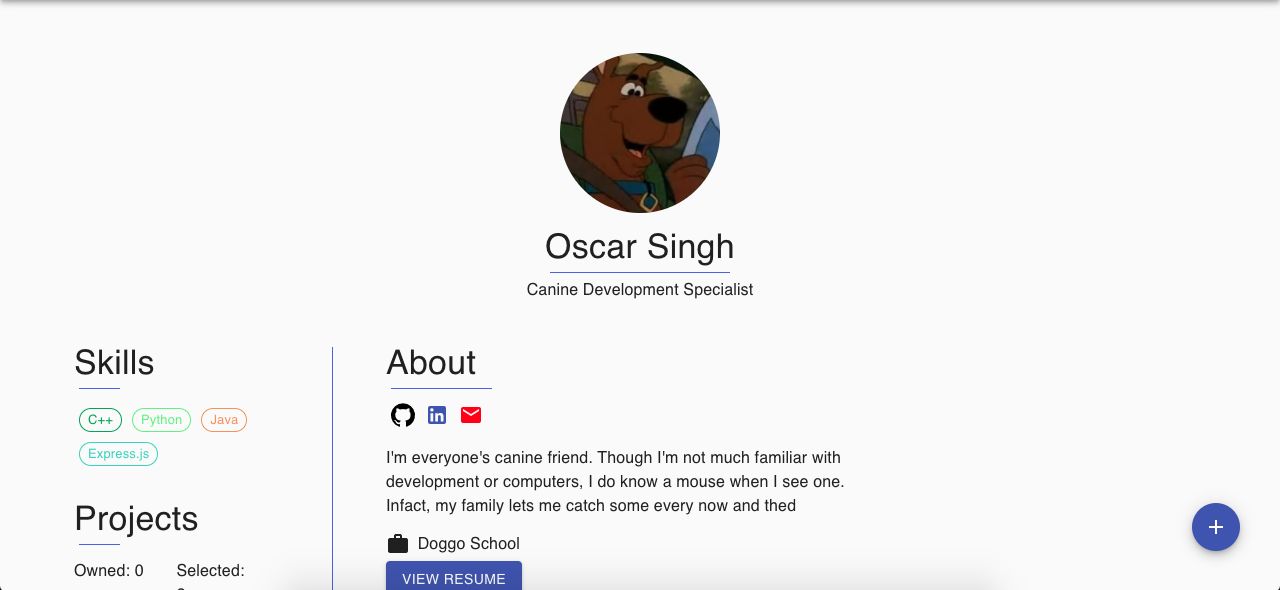 Oscar Singh
Canine Development Specialist
Skills
C++ Python Java
Express.js
Projects
Owned: 0 Selected:
About
in
I'm everyone's canine friend. Though I'm not much familiar with
development or computers, I do know a mouse when I see one.
Infact, my family lets me catch some every now and thed
Doggo School
VIEW RESUME
+